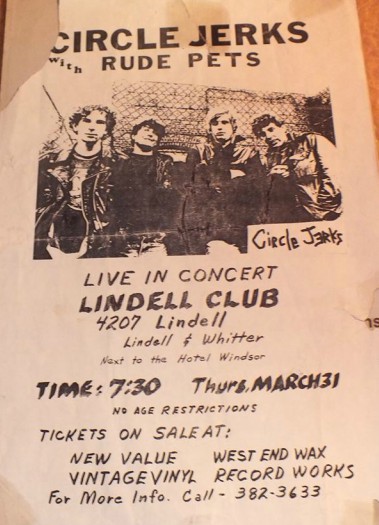 CIRCLE JERKS
with RUDE PETS
Circle Jerks
LIVE IN CONCERT
LINDELL CLUB
4207 Lindell
Lindell & Whitter
Next to the Hotel Windsor
TIME: 7:30 Thurs, MARCH 31
NO AGE RESTRICTIONS
TICKETS ON SALE AT:
NEW VALUE WEST END WAX
VINTAGE VINYL RECORD WORKS
For More Info. Call - 382-3633